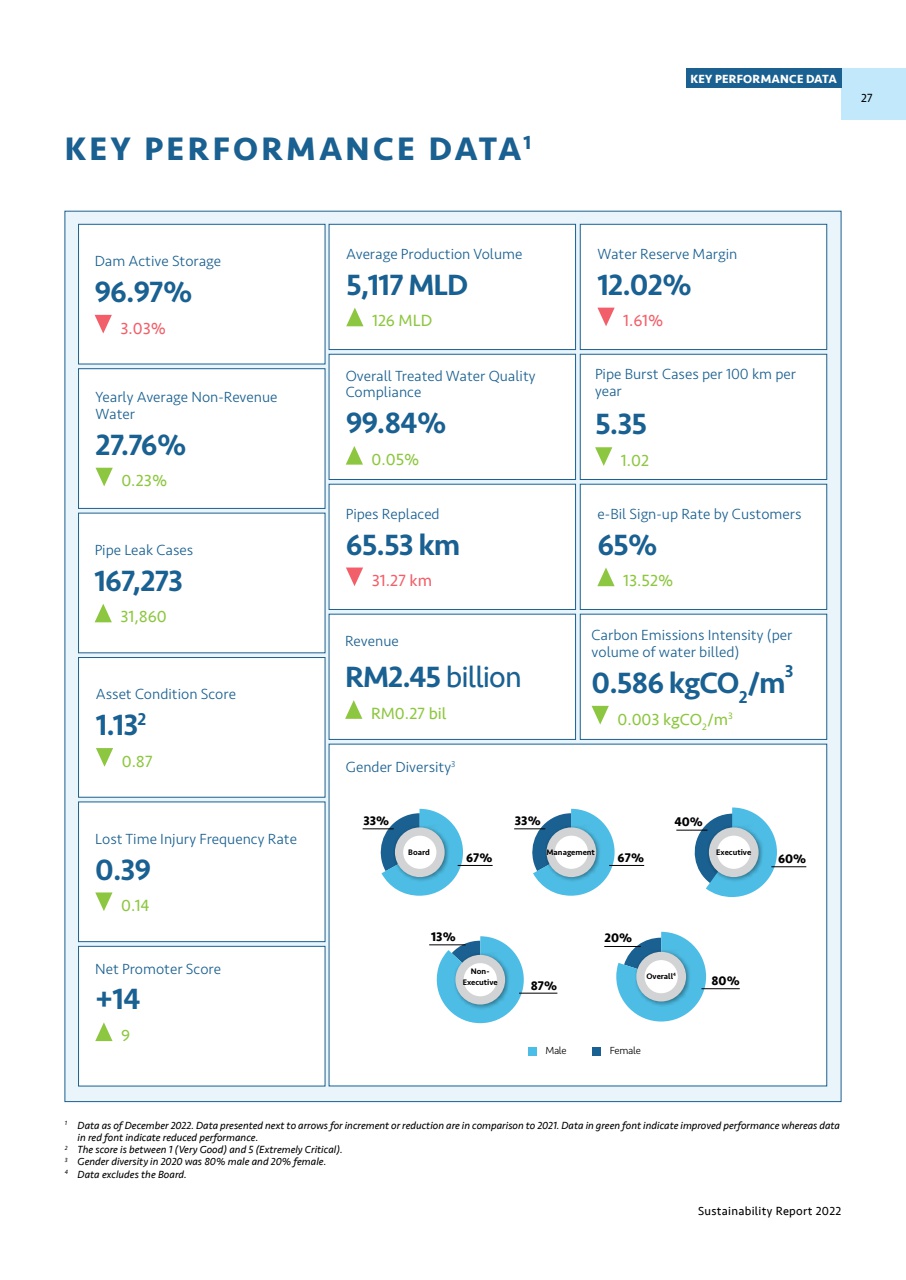 KEY PERFORMANCE DATA
27
KEY PERFORMANCE DATA¹
Dam Active Storage
96.97%
3.03%
Yearly Average Non-Revenue
Water
27.76%
0.23%
Pipe Leak Cases
167,273
31,860
Asset Condition Score
1.13²
0.87
Lost Time Injury Frequency Rate
0.39
0.14
Net Promoter Score
+14
9
Average Production Volume
5,117 MLD
126 MLD
Overall Treated Water Quality
Compliance
99.84%
0.05%
Pipes Replaced
65.53 km
31.27 km
Revenue
RM2.45 billion
RM0.27 bil
Water Reserve Margin
12.02%
1.61%
Pipe Burst Cases per 100 km per
year
5.35
1.02
e-Bil Sign-up Rate by Customers
65%
13.52%
Carbon Emissions Intensity (per
volume of water billed)
0.586 kgCO₂/m³
0.003 kgCO₂/m³
Gender Diversity³
33%
Board
67%
33%
Management
67%
40%
Executive
60%
13%
Non-
Executive
87%
20%
Overall⁴
80%
Male
Female
¹ Data as of December 2022. Data presented next to arrows for increment or reduction are in comparison to 2021. Data in green font indicate improved performance whereas data
in red font indicate reduced performance.
² The score is between 1 (Very Good) and 5 (Extremely Critical).
³ Gender diversity in 2020 was 80% male and 20% female.
⁴ Data excludes the Board.
Sustainability Report 2022